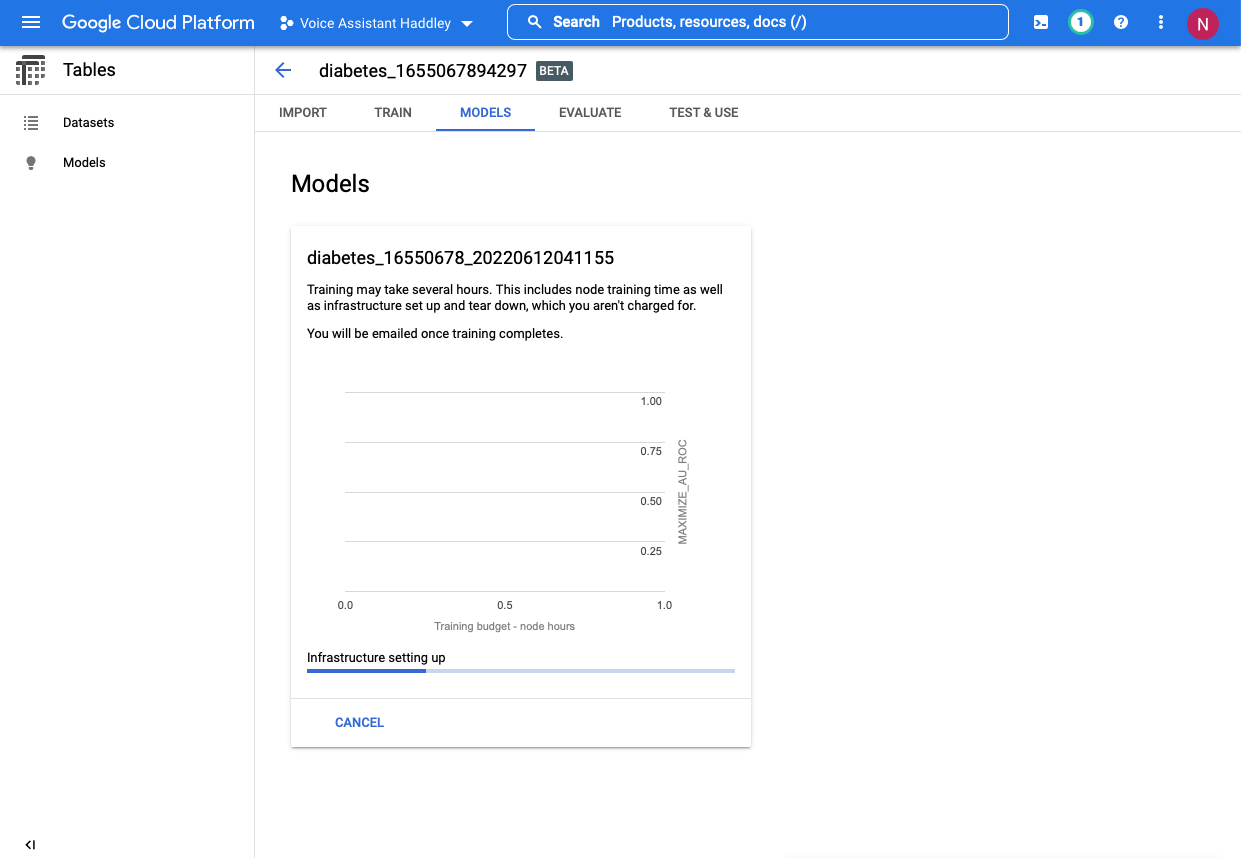 Google Cloud Platform
Voice Assistant Haddley
Search Products, resources, docs (/)
1
?
N
Tables
diabetes_1655067894297 BETA
Datasets
Models
IMPORT TRAIN MODELS EVALUATE TEST & USE
Models
diabetes_16550678_20220612041155
Training may take several hours. This includes node training time as well
as infrastructure set up and tear down, which you aren't charged for.
You will be emailed once training completes.
1.00
0.75
0.50
0.25
MAXIMIZE_AU_ROC
0.0 0.5 1.0
Training budget - node hours
Infrastructure setting up
CANCEL